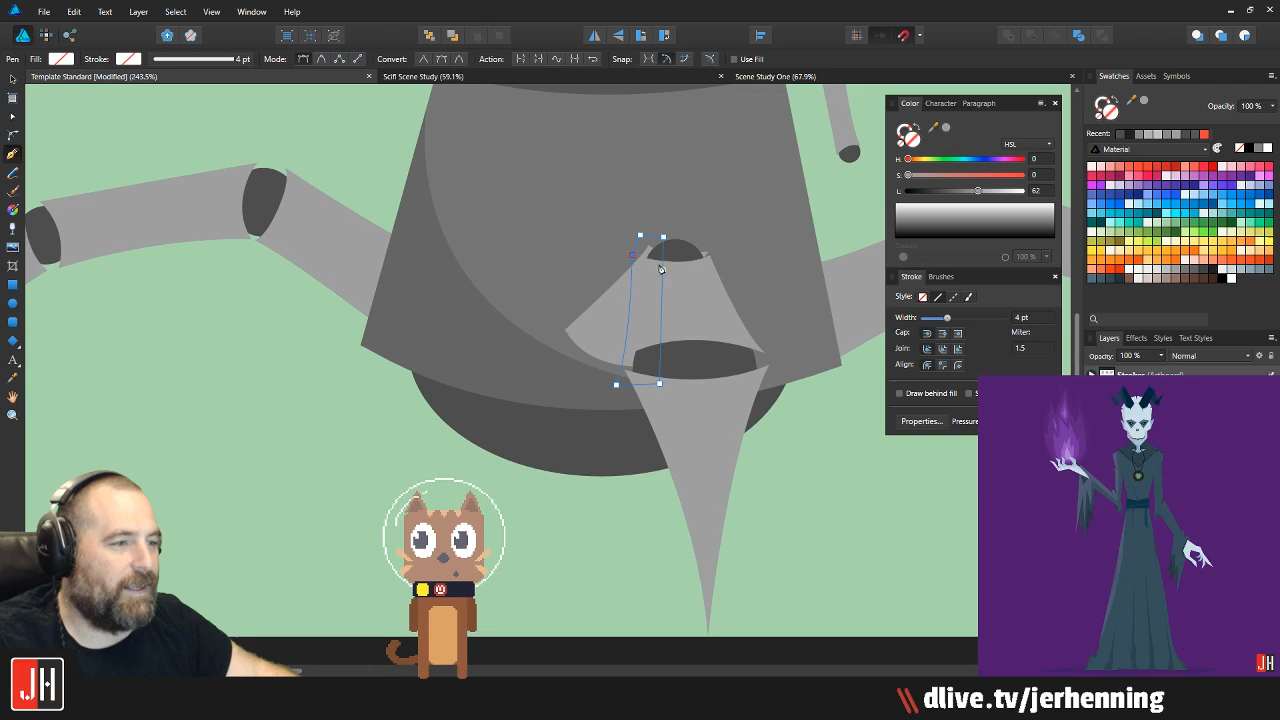 File Edit Text Layer Select View Window Help
Pen Fill: Stroke: 4 pt Mode: Convert: Action: Snap: Use Fill
Template Standard [Modified] (243.5%) Scifi Scene Study (59.1%) Scene Study One (67.9%)
Swatches Assets Symbols
Opacity: 100 %
Recent:
Material
Color Character Paragraph
HSL
H: 0
S: 0
L: 62
Opacity
100 %
Stroke Brushes
Style:
Width: 4 pt
Cap: Miter:
Join: 1.5
Align:
Draw behind fill
Properties... Pressure
Layers Effects Styles Text Styles
Opacity: 100 % Normal
JH
JH
dlive.tv/jerhenning